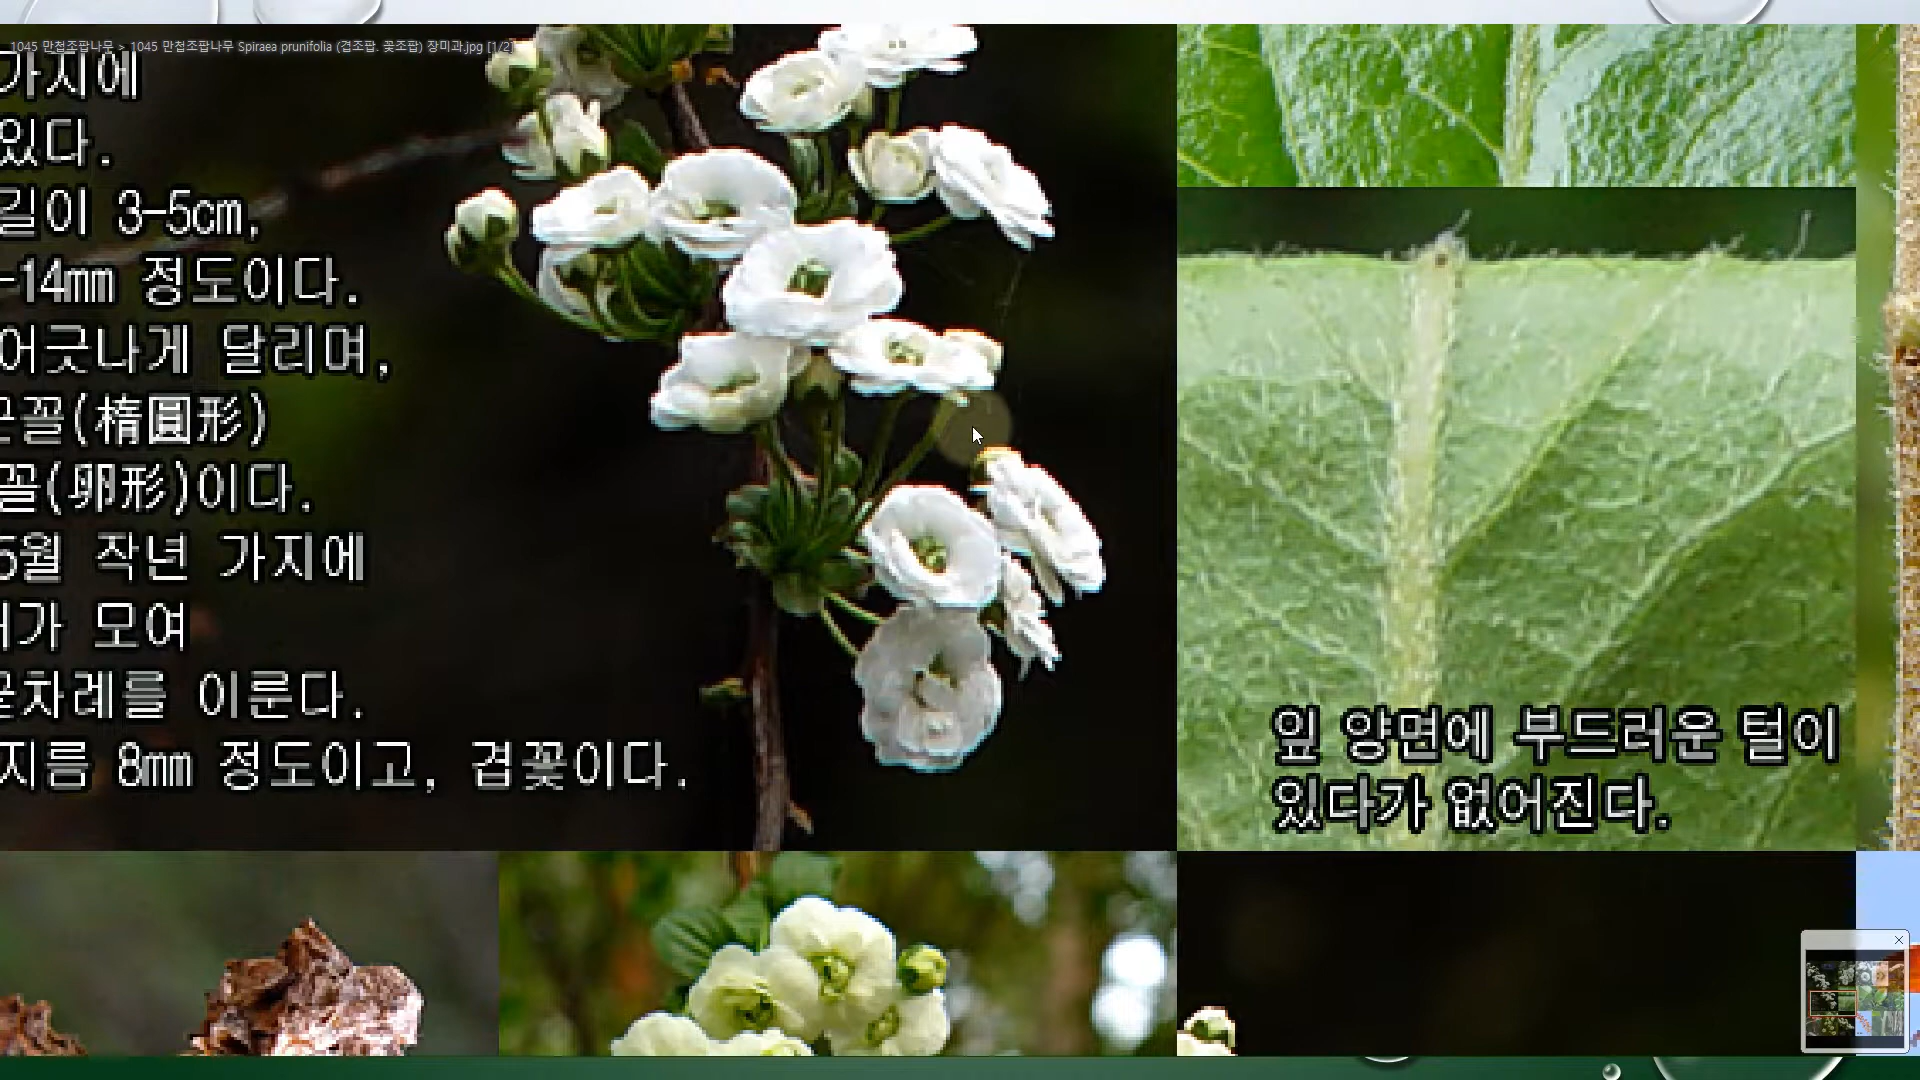 1045 만첩조팝나무 > 1045 만첩조팝나무 Spiraea prunifolia (겹조팝. 꽃조팝) 장미과.jpg [1/2]
가지에
있다.
길이 3-5cm,
-14mm 정도이다.
어긋나게 달리며,
꼴(楕圓形)
꼴(卵形)이다.
5월 작년 가지에
가 모여
꽃차례를 이룬다.
지름 8mm 정도이고, 겹꽃이다.
잎 양면에 부드러운 털이
있다가 없어진다.